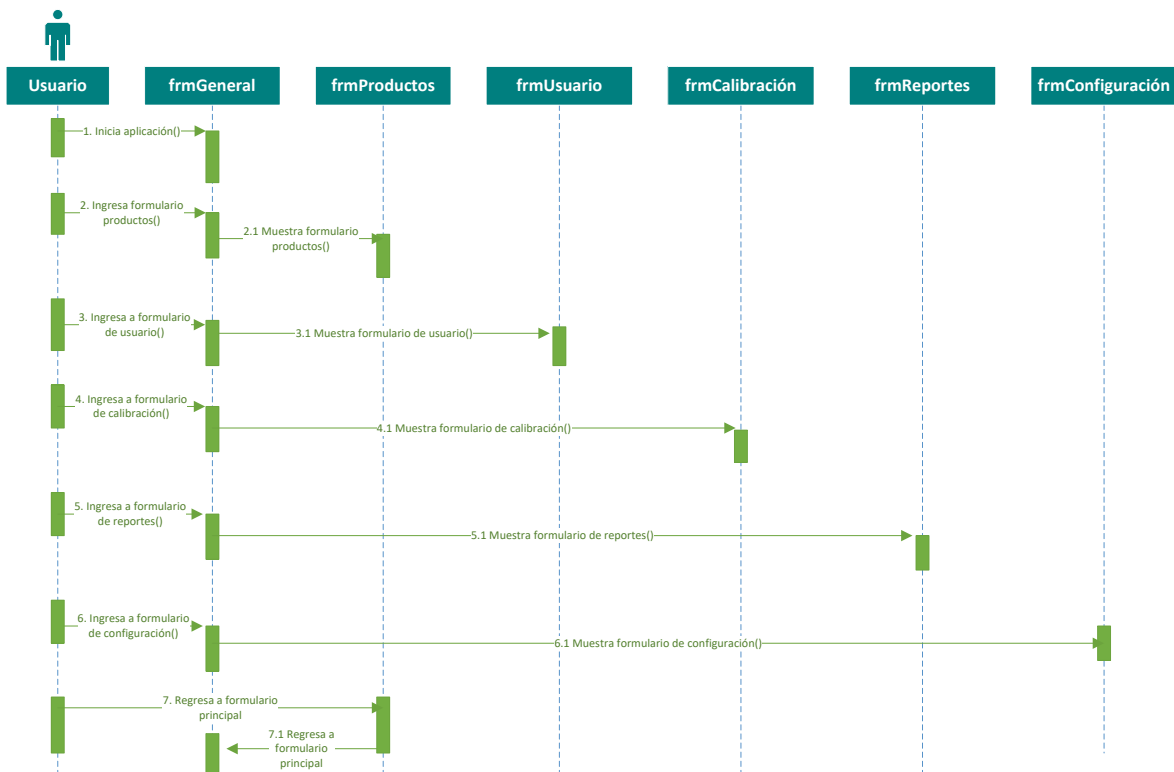 Usuario
frmGeneral
frmProductos
frmUsuario
frmCalibración
frmReportes
frmConfiguración
1. Inicia aplicación()
2. Ingresa formulario
productos()
2.1 Muestra formulario
productos()
3. Ingresa a formulario
de usuario()
3.1 Muestra formulario de usuario()
4. Ingresa a formulario
de calibración()
4.1 Muestra formulario de calibración()
5. Ingresa a formulario
de reportes()
5.1 Muestra formulario de reportes()
6. Ingresa a formulario
de configuración()
6.1 Muestra formulario de configuración()
7. Regresa a formulario
principal
7.1 Regresa a
formulario
principal